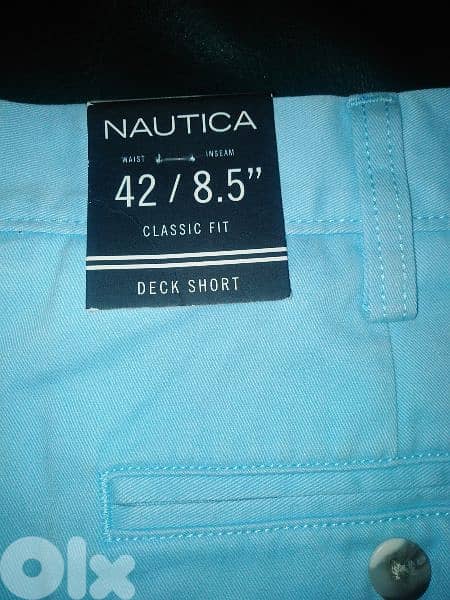 NAUTICA
WAIST INSEAM
42 / 8.5”
CLASSIC FIT
DECK SHORT
Olx